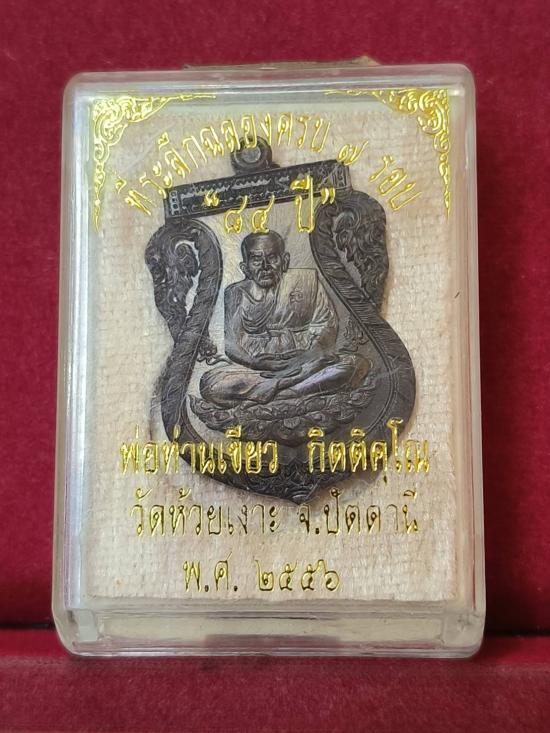 ที่ระลึกฉลองครบ ๗ รอบ
“๘๔ ปี”
พ่อท่านเขียว กิตติคุโณ
วัดห้วยเงาะ จ.ปัตตานี
พ.ศ. ๒๕๕๖